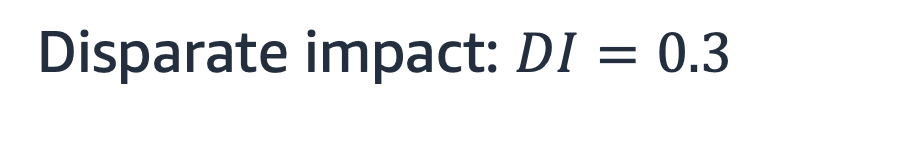 Disparate impact: DI = 0.3